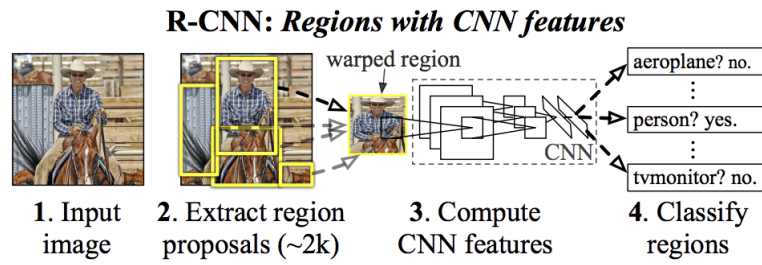 R-CNN: Regions with CNN features
warped region
aeroplane? no.
person? yes.
tvmonitor? no.
CNN
1. Input
image
2. Extract region
proposals (~2k)
3. Compute
CNN features
4. Classify
regions